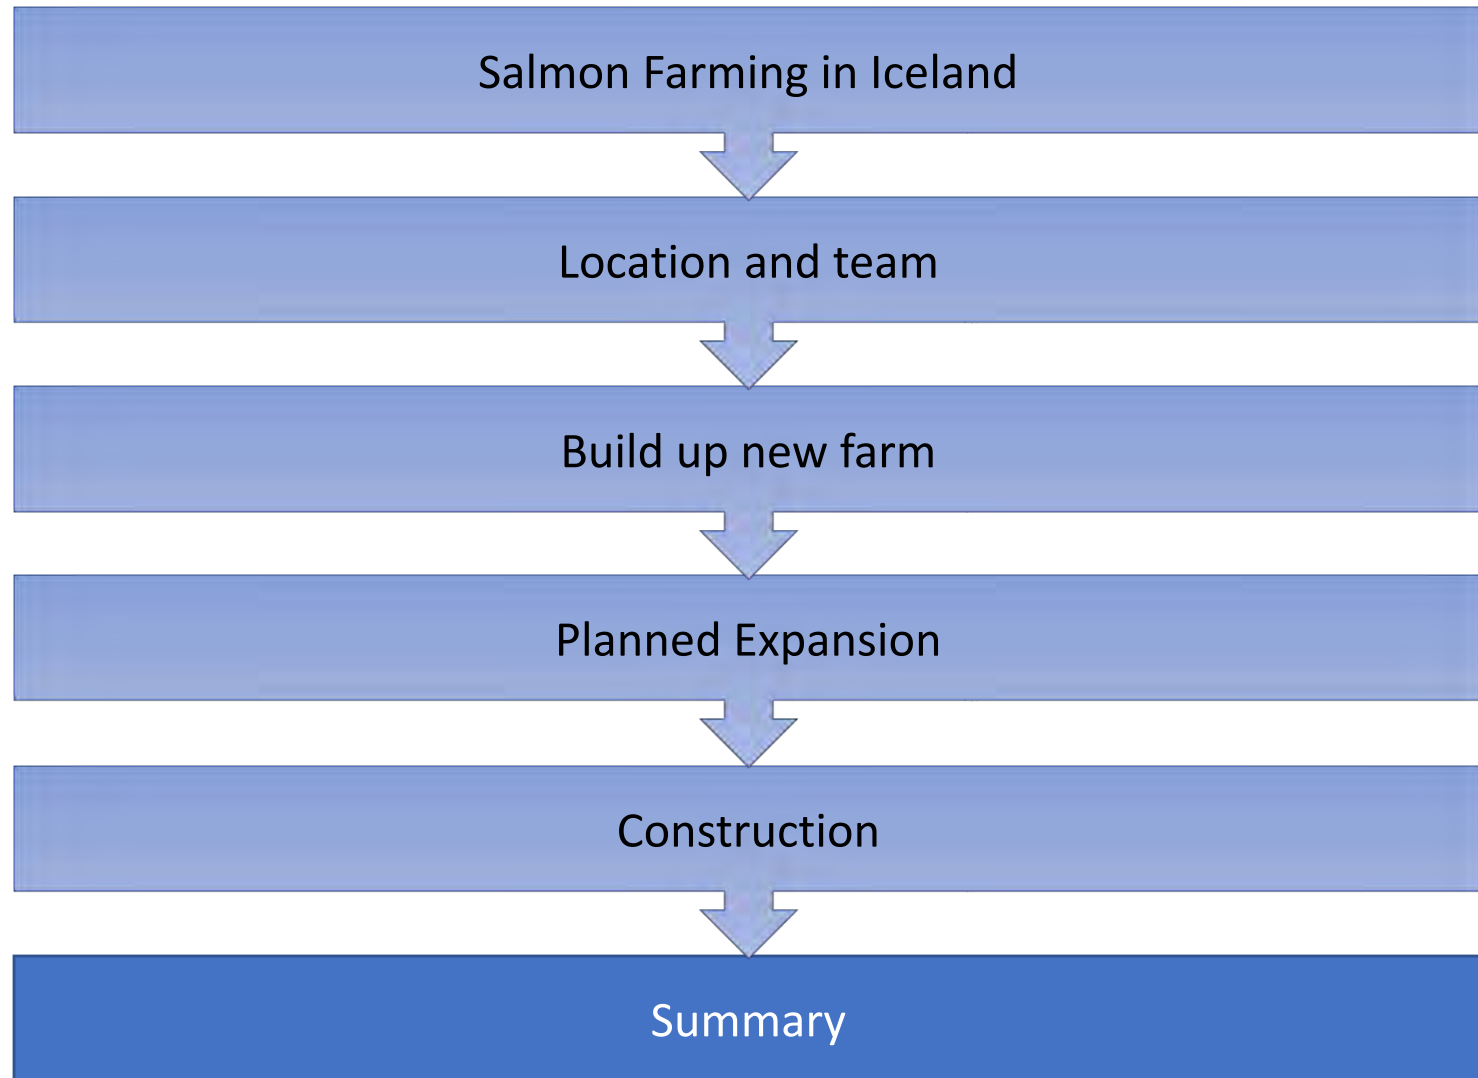 Salmon Farming in Iceland
Location and team
Build up new farm
Planned Expansion
Construction
Summary